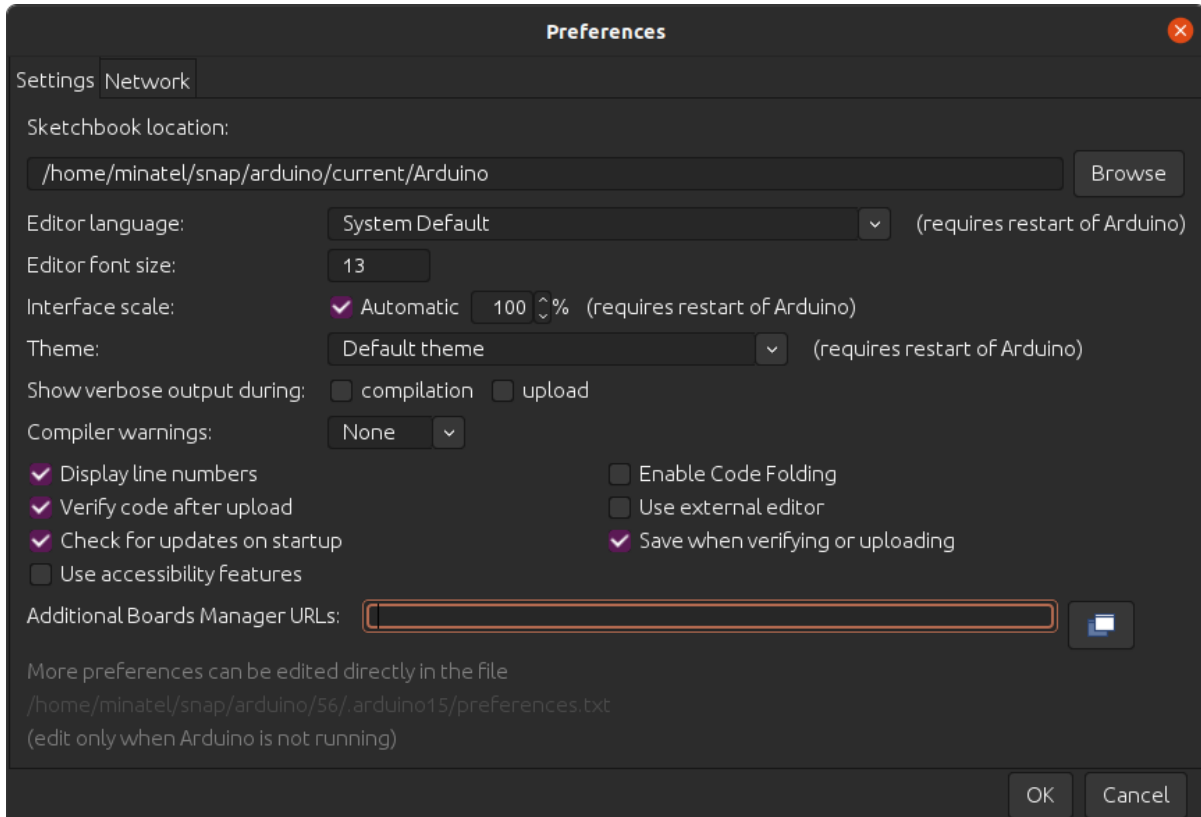 Preferences
Settings Network
Sketchbook location:
/home/minatel/snap/arduino/current/Arduino Browse
Editor language: System Default (requires restart of Arduino)
Editor font size: 13
Interface scale: Automatic 100 % (requires restart of Arduino)
Theme: Default theme (requires restart of Arduino)
Show verbose output during: compilation upload
Compiler warnings: None
Display line numbers Enable Code Folding
Verify code after upload Use external editor
Check for updates on startup Save when verifying or uploading
Use accessibility features
Additional Boards Manager URLs:
More preferences can be edited directly in the file
/home/minatel/snap/arduino/56/.arduino15/preferences.txt
(edit only when Arduino is not running)
OK Cancel